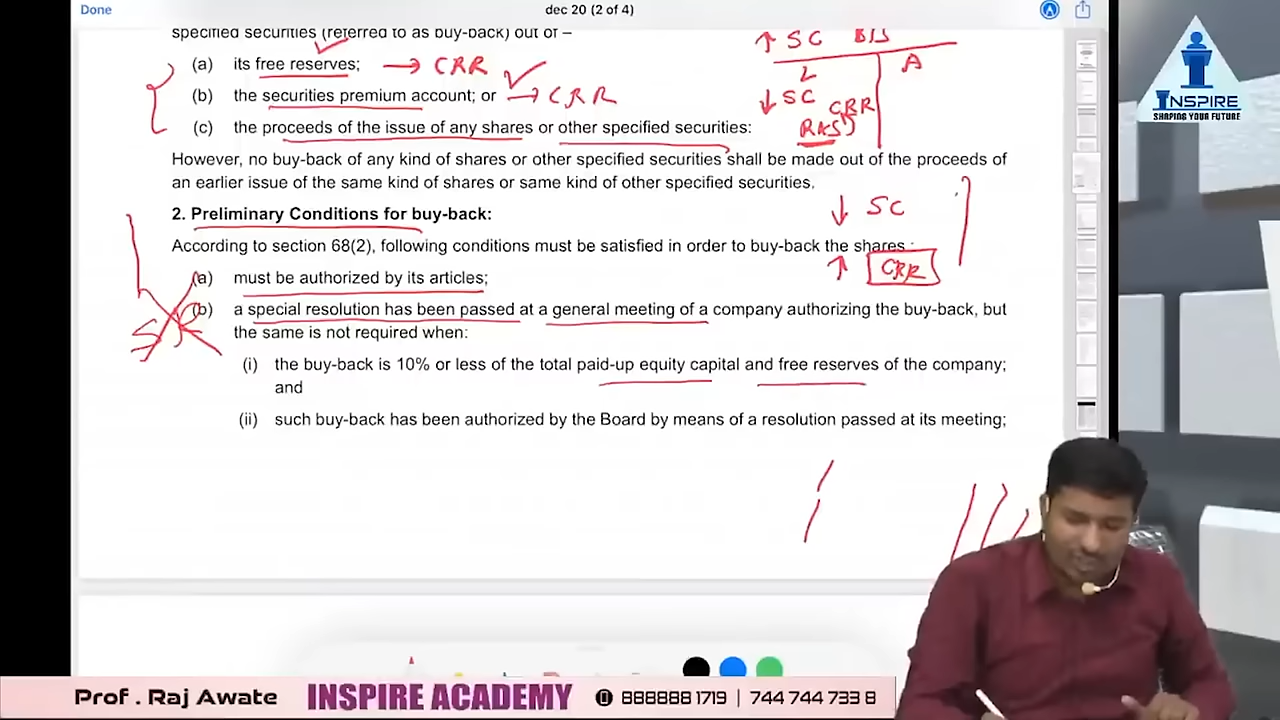 Done
dec 20 (2 of 4)
specified securities (referred to as buy-back) out of –
(a) its free reserves; → CRR
(b) the securities premium account; or → CRR
(c) the proceeds of the issue of any shares or other specified securities:
↑ SC B/S
L A
↓ SC
CRR
However, no buy-back of any kind of shares or other specified securities shall be made out of the proceeds of
an earlier issue of the same kind of shares or same kind of other specified securities.
2. Preliminary Conditions for buy-back:
↓ SC
According to section 68(2), following conditions must be satisfied in order to buy-back the shares :
↑ CRR
(a) must be authorized by its articles;
(b) a special resolution has been passed at a general meeting of a company authorizing the buy-back, but
the same is not required when:
SR
(i) the buy-back is 10% or less of the total paid-up equity capital and free reserves of the company;
and
(ii) such buy-back has been authorized by the Board by means of a resolution passed at its meeting;
INSPIRE
SHAPING YOUR FUTURE
Prof . Raj Awate INSPIRE ACADEMY 888888 1719 | 744 744 733 8